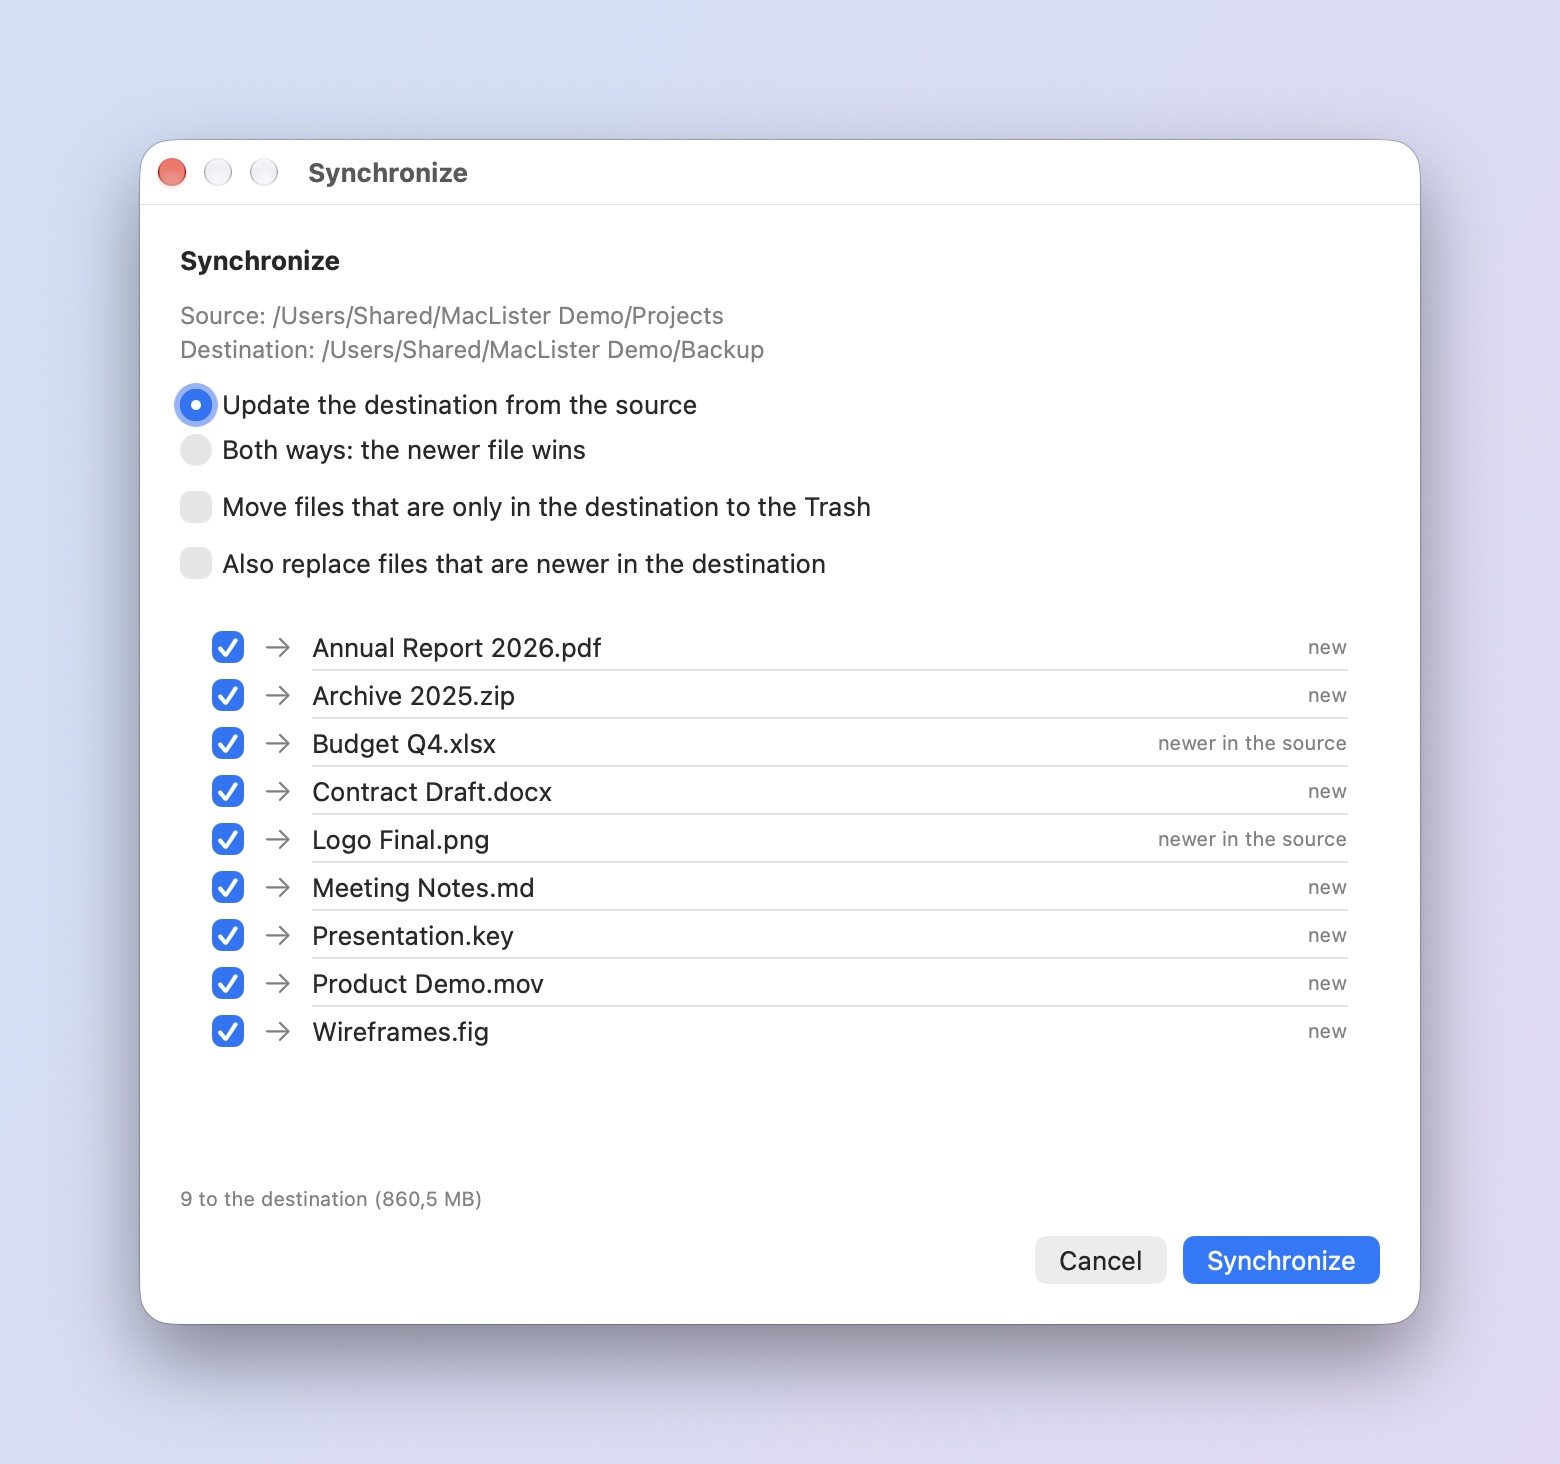 Synchronize
Synchronize
Source: /Users/Shared/MacLister Demo/Projects
Destination: /Users/Shared/MacLister Demo/Backup
Update the destination from the source
Both ways: the newer file wins
Move files that are only in the destination to the Trash
Also replace files that are newer in the destination
Annual Report 2026.pdf new
Archive 2025.zip new
Budget Q4.xlsx newer in the source
Contract Draft.docx new
Logo Final.png newer in the source
Meeting Notes.md new
Presentation.key new
Product Demo.mov new
Wireframes.fig new
9 to the destination (860,5 MB)
Cancel Synchronize